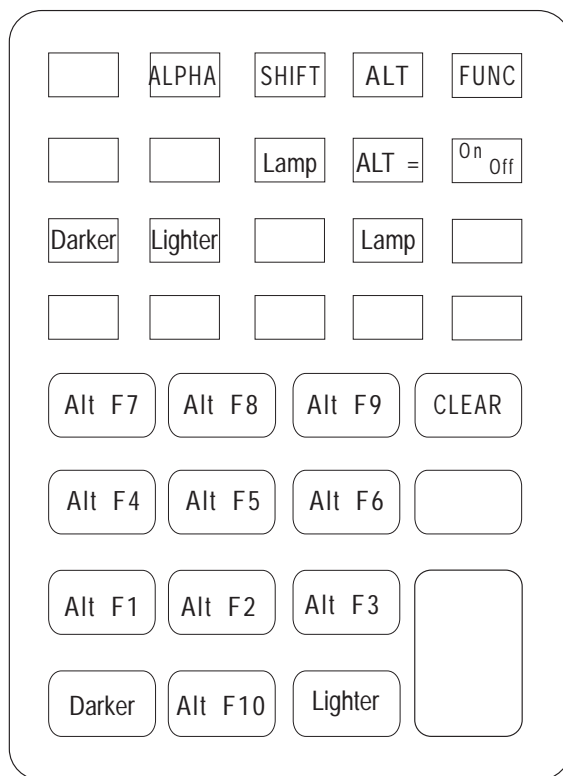 ALPHA SHIFT ALT FUNC
Lamp ALT = On Off
Darker Lighter Lamp
Alt F7 Alt F8 Alt F9 CLEAR
Alt F4 Alt F5 Alt F6
Alt F1 Alt F2 Alt F3
Darker Alt F10 Lighter